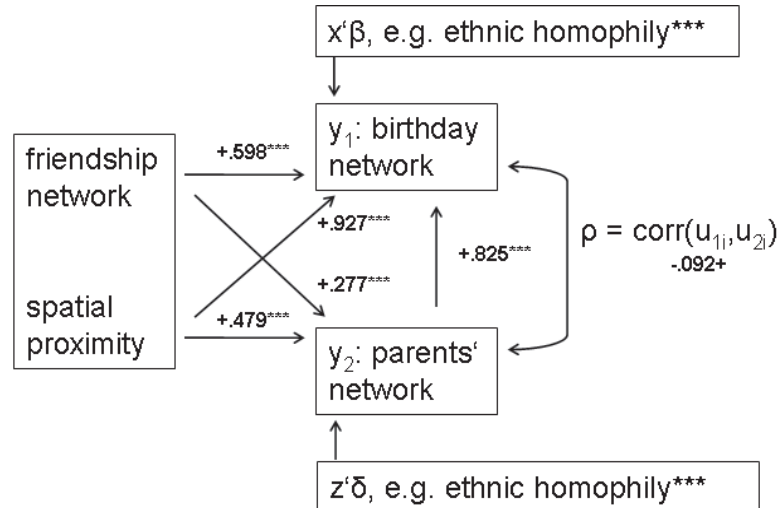 x‘β, e.g. ethnic homophily***
y₁: birthday
network
friendship
network
+.598***
+.927***
+.825***
ρ = corr(u₁ᵢ,u₂ᵢ)
-.092+
+.277***
spatial
proximity
+.479***
y₂: parents‘
network
z‘δ, e.g. ethnic homophily***